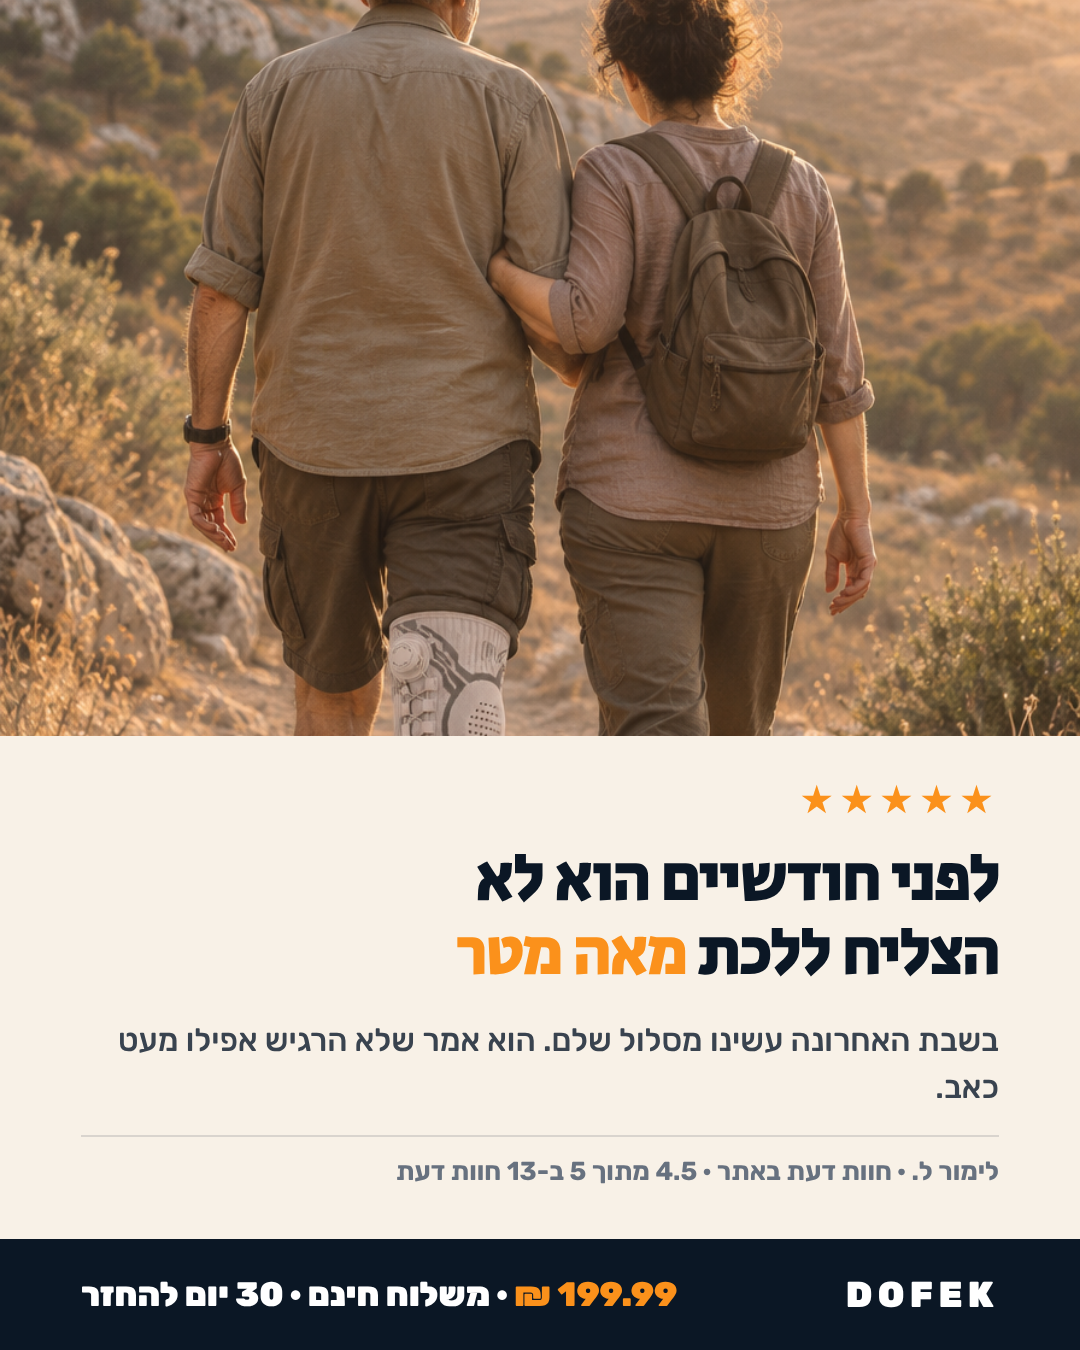 ★★★★★
לפני חודשיים הוא לא
הצליח ללכת מאה מטר
בשבת האחרונה עשינו מסלול שלם. הוא אמר שלא הרגיש אפילו מעט
כאב.
לימור ל. • חוות דעת באתר • 4.5 מתוך 5 ב-13 חוות דעת
DOFEK
199.99 ₪ • משלוח חינם • 30 יום להחזר